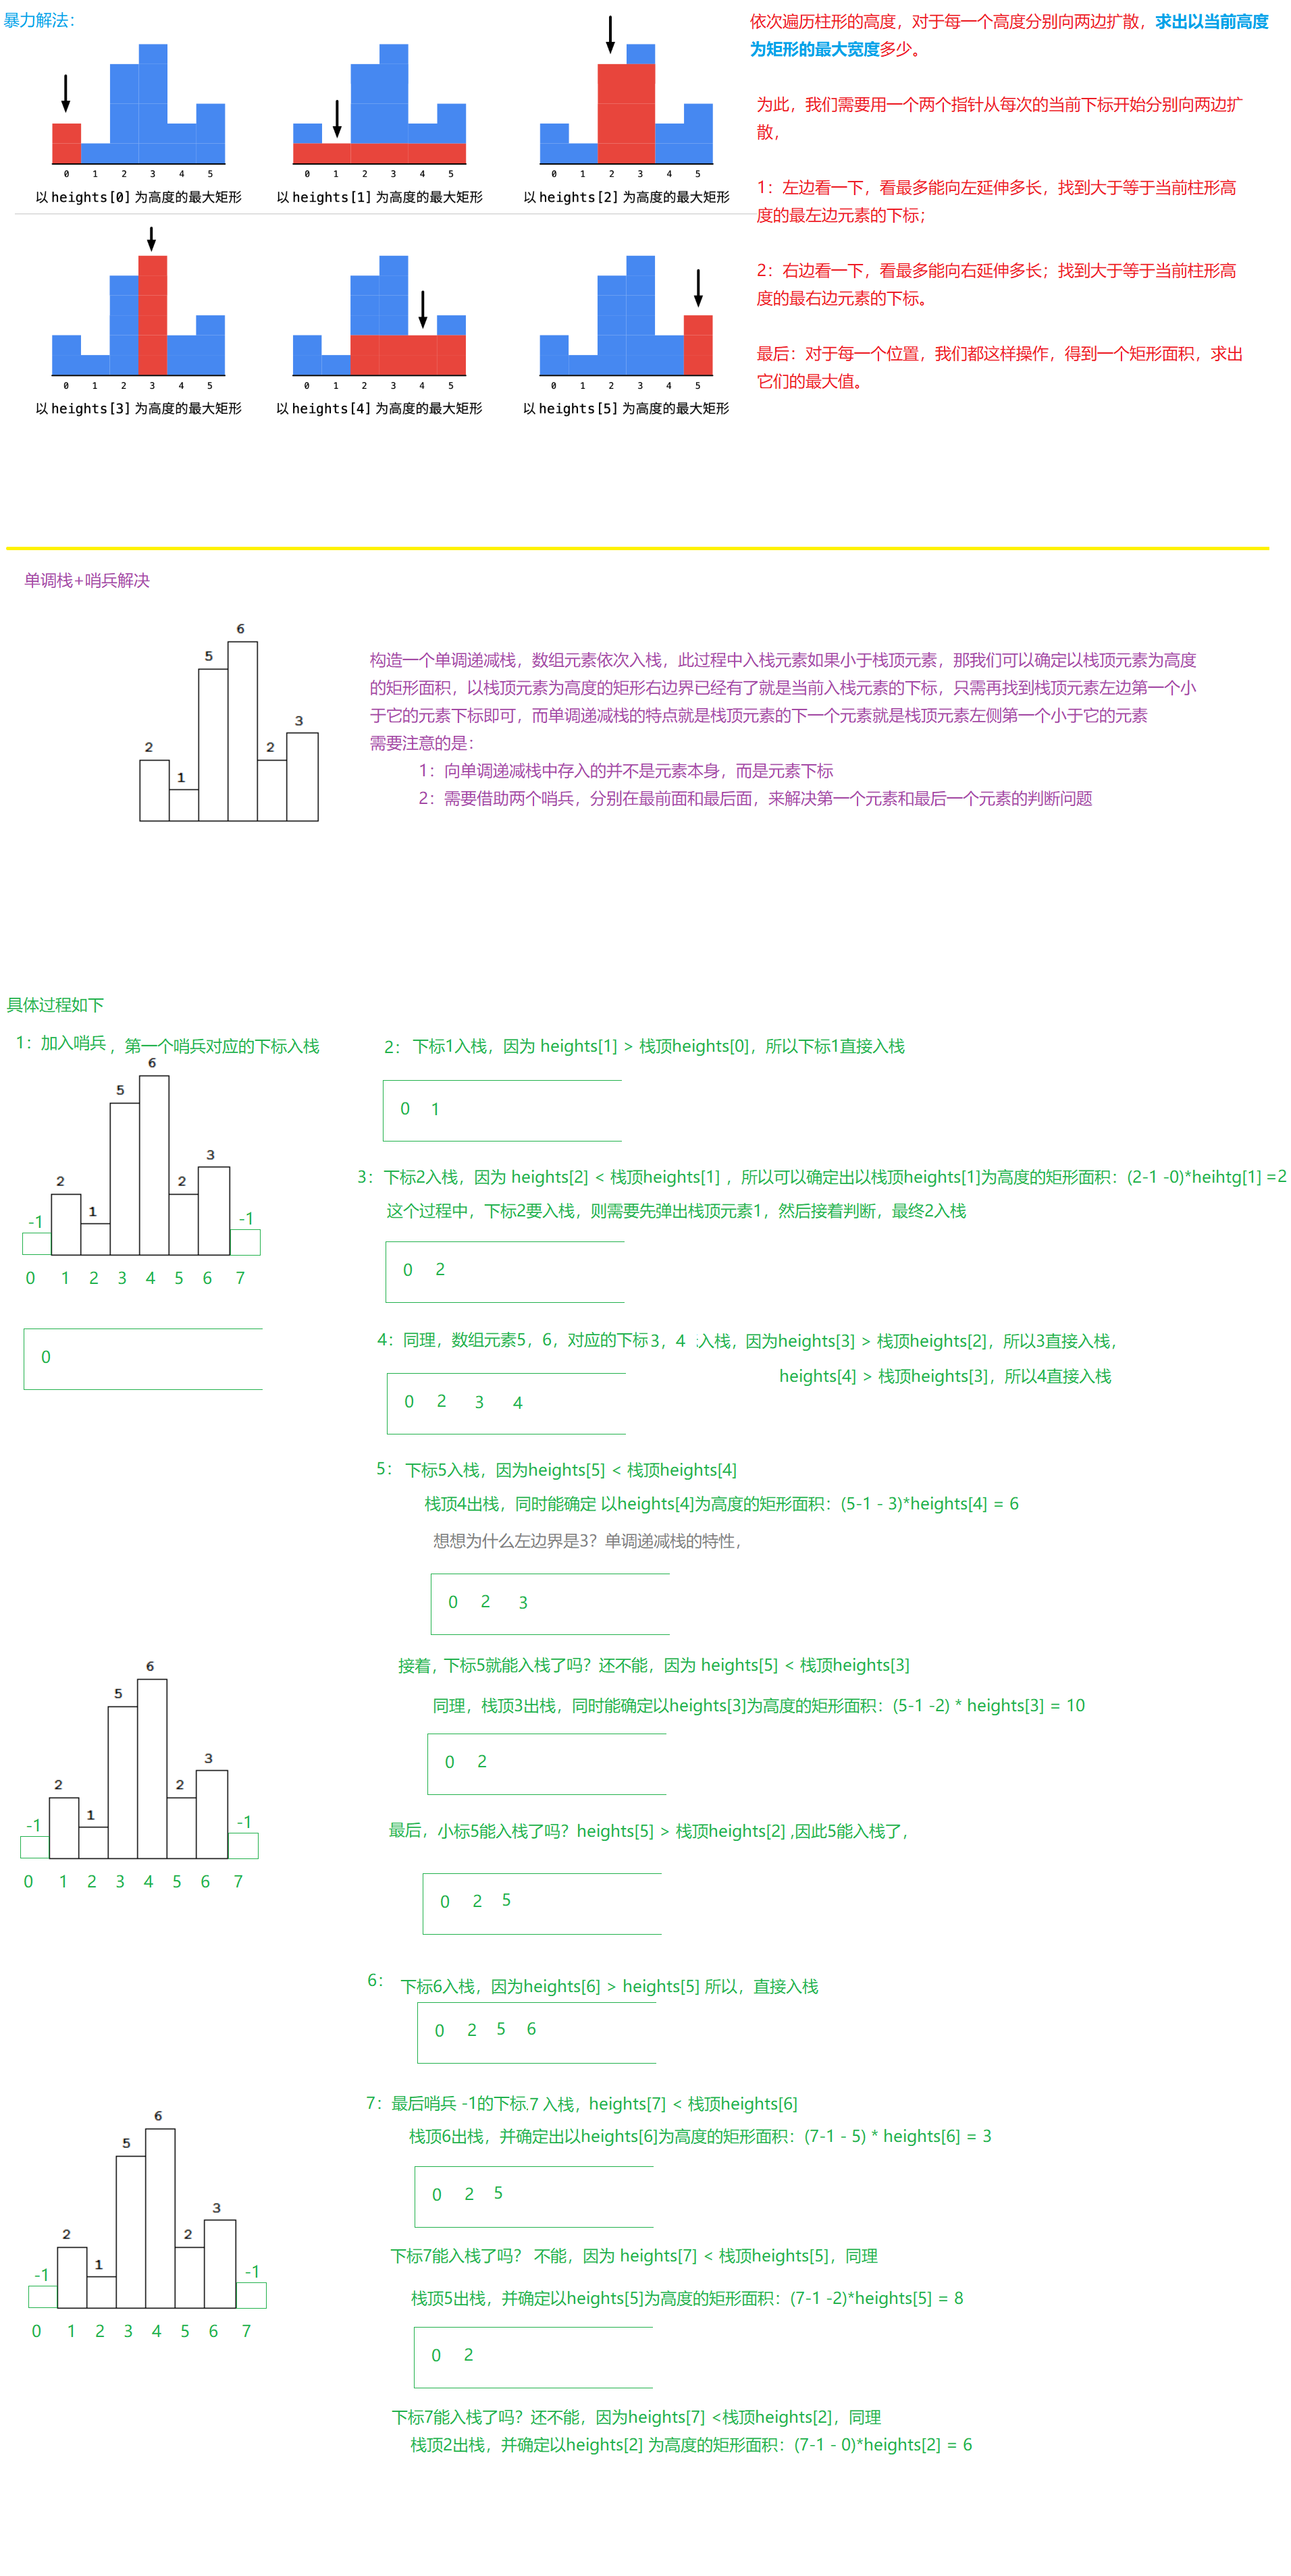 暴力解法：
0 1 2 3 4 5
以 heights[0] 为高度的最大矩形
0 1 2 3 4 5
以 heights[1] 为高度的最大矩形
0 1 2 3 4 5
以 heights[2] 为高度的最大矩形
0 1 2 3 4 5
以 heights[3] 为高度的最大矩形
0 1 2 3 4 5
以 heights[4] 为高度的最大矩形
0 1 2 3 4 5
以 heights[5] 为高度的最大矩形
依次遍历柱形的高度，对于每一个高度分别向两边扩散，求出以当前高度
为矩形的最大宽度多少。
为此，我们需要用一个两个指针从每次的当前下标开始分别向两边扩
散，
1：左边看一下，看最多能向左延伸多长，找到大于等于当前柱形高
度的最左边元素的下标；
2：右边看一下，看最多能向右延伸多长；找到大于等于当前柱形高
度的最右边元素的下标。
最后：对于每一个位置，我们都这样操作，得到一个矩形面积，求出
它们的最大值。
单调栈+哨兵解决
2 1 5 6 2 3
构造一个单调递减栈，数组元素依次入栈，此过程中入栈元素如果小于栈顶元素，那我们可以确定以栈顶元素为高度
的矩形面积，以栈顶元素为高度的矩形右边界已经有了就是当前入栈元素的下标，只需再找到栈顶元素左边第一个小
于它的元素下标即可，而单调递减栈的特点就是栈顶元素的下一个元素就是栈顶元素左侧第一个小于它的元素
需要注意的是：
1：向单调递减栈中存入的并不是元素本身，而是元素下标
2：需要借助两个哨兵，分别在最前面和最后面，来解决第一个元素和最后一个元素的判断问题
具体过程如下
1：加入哨兵，第一个哨兵对应的下标入栈
-1 2 1 5 6 2 3 -1
0 1 2 3 4 5 6 7
0
2：下标1入栈，因为 heights[1] > 栈顶heights[0]，所以下标1直接入栈
0 1
3：下标2入栈，因为 heights[2] < 栈顶heights[1] ，所以可以确定出以栈顶heights[1]为高度的矩形面积：(2-1 -0)*heihtg[1] =2
这个过程中，下标2要入栈，则需要先弹出栈顶元素1，然后接着判断，最终2入栈
0 2
4：同理，数组元素5，6，对应的下标3，4 入栈，因为heights[3] > 栈顶heights[2]，所以3直接入栈，
heights[4] > 栈顶heights[3]，所以4直接入栈
0 2 3 4
5：下标5入栈，因为heights[5] < 栈顶heights[4]
栈顶4出栈，同时能确定 以heights[4]为高度的矩形面积：(5-1 - 3)*heights[4] = 6
想想为什么左边界是3？单调递减栈的特性，
0 2 3
接着，下标5就能入栈了吗？还不能，因为 heights[5] < 栈顶heights[3]
同理，栈顶3出栈，同时能确定以heights[3]为高度的矩形面积：(5-1 -2) * heights[3] = 10
0 2
-1 2 1 5 6 2 3 -1
0 1 2 3 4 5 6 7
最后，小标5能入栈了吗？heights[5] > 栈顶heights[2] ,因此5能入栈了，
0 2 5
6：下标6入栈，因为heights[6] > heights[5] 所以，直接入栈
0 2 5 6
7：最后哨兵 -1的下标7 入栈，heights[7] < 栈顶heights[6]
栈顶6出栈，并确定出以heights[6]为高度的矩形面积：(7-1 - 5) * heights[6] = 3
0 2 5
-1 2 1 5 6 2 3 -1
0 1 2 3 4 5 6 7
下标7能入栈了吗？ 不能，因为 heights[7] < 栈顶heights[5]，同理
栈顶5出栈，并确定以heights[5]为高度的矩形面积：(7-1 -2)*heights[5] = 8
0 2
下标7能入栈了吗？还不能，因为heights[7] <栈顶heights[2]，同理
栈顶2出栈，并确定以heights[2] 为高度的矩形面积：(7-1 - 0)*heights[2] = 6